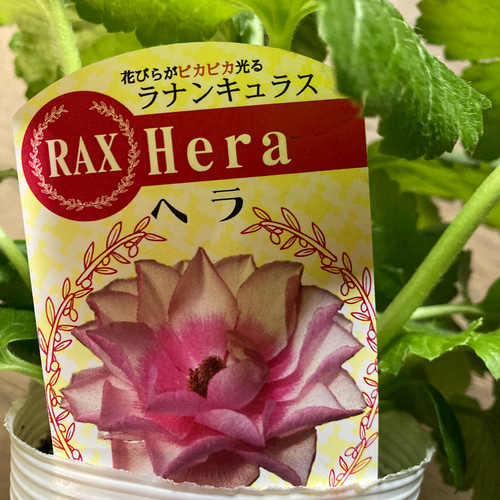 花びらがピカピカ光る
ラナンキュラス
RAX Hera
ヘラ